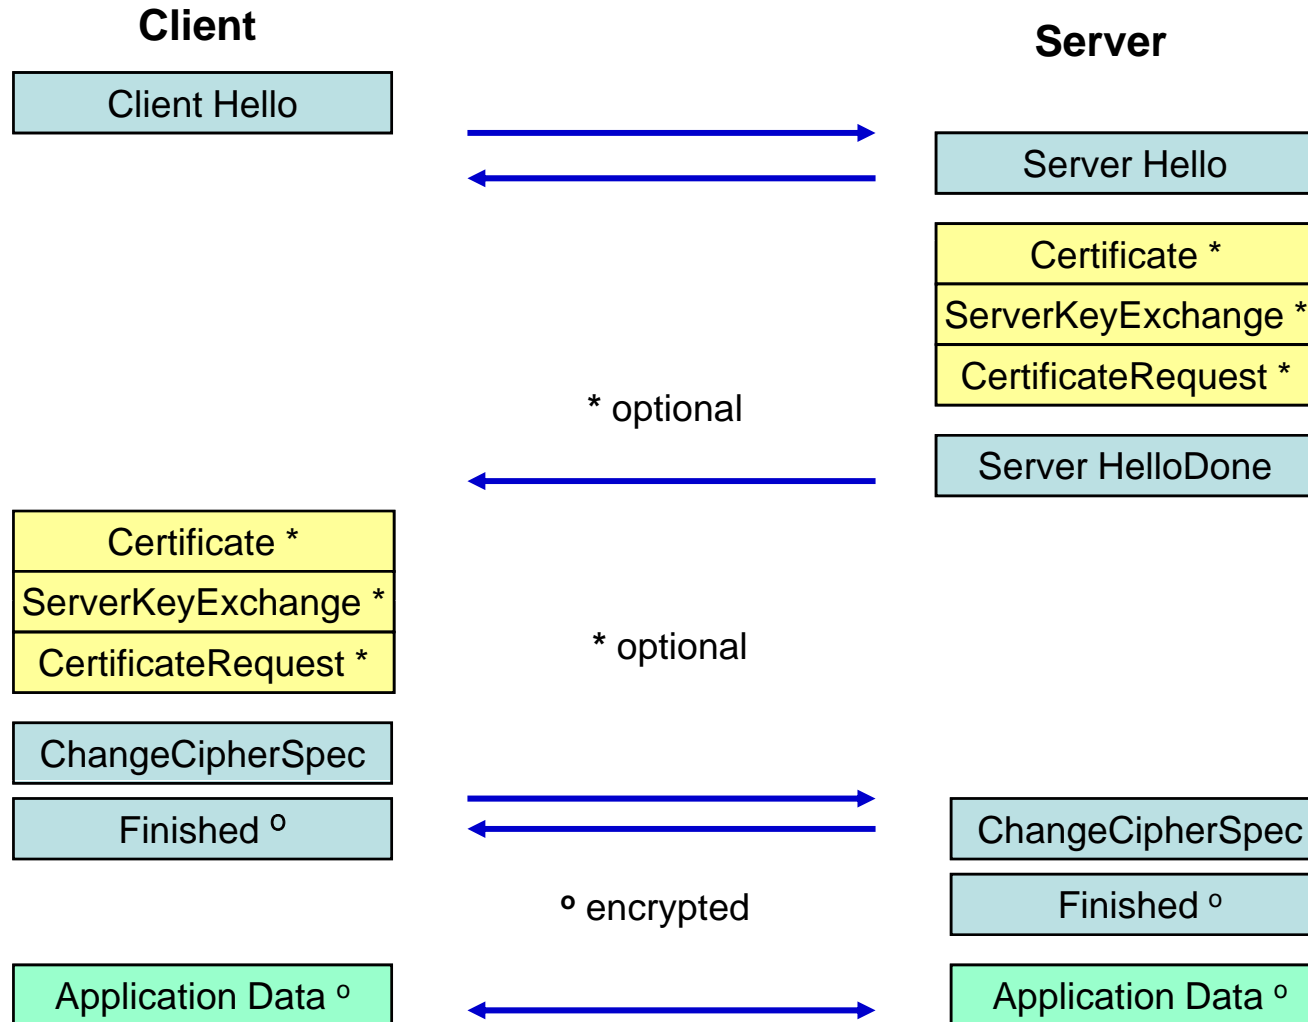 Client
Server
Client Hello
Server Hello
Certificate *
ServerKeyExchange *
CertificateRequest *
* optional
Server HelloDone
Certificate *
ServerKeyExchange *
CertificateRequest *
* optional
ChangeCipherSpec
Finished o
ChangeCipherSpec
o encrypted
Finished o
Application Data o
Application Data o